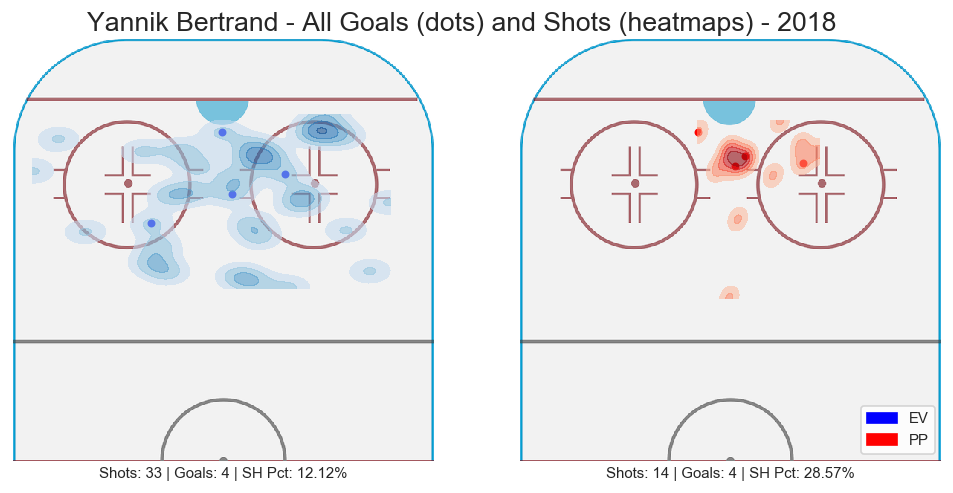 Yannik Bertrand - All Goals (dots) and Shots (heatmaps) - 2018
EV
PP
Shots: 33 | Goals: 4 | SH Pct: 12.12%
Shots: 14 | Goals: 4 | SH Pct: 28.57%